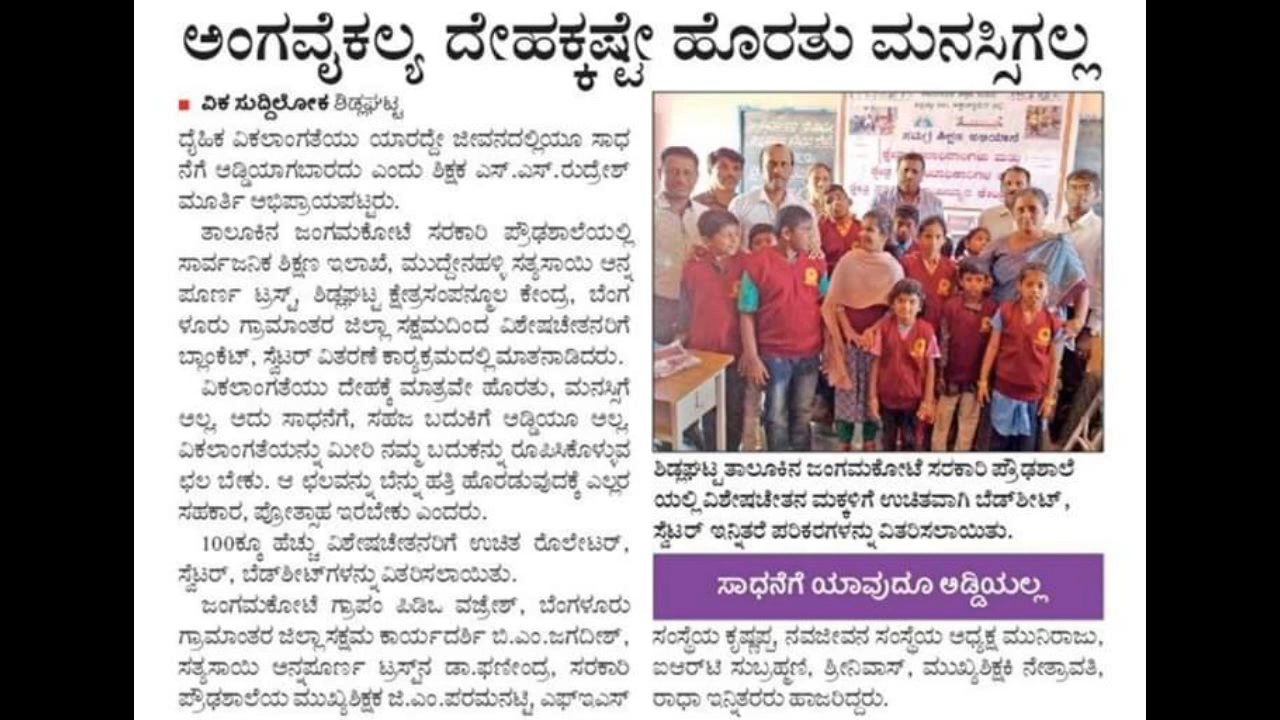 ಅಂಗವೈಕಲ್ಯ ದೇಹಕ್ಕಷ್ಟೇ ಹೊರತು ಮನಸ್ಸಿಗಲ್ಲ
■ ವಿಕ ಸುದ್ದಿಲೋಕ ಶಿಡ್ಲಘಟ್ಟ
ದೈಹಿಕ ವಿಕಲಾಂಗತೆಯು ಯಾರದ್ದೇ ಜೀವನದಲ್ಲಿಯೂ ಸಾಧ
ನೆಗೆ ಅಡ್ಡಿಯಾಗಬಾರದು ಎಂದು ಶಿಕ್ಷಕ ಎಸ್.ಎಸ್.ರುದ್ರೇಶ್
ಮೂರ್ತಿ ಅಭಿಪ್ರಾಯಪಟ್ಟರು.
ತಾಲೂಕಿನ ಜಂಗಮಕೋಟೆ ಸರಕಾರಿ ಪ್ರೌಢಶಾಲೆಯಲ್ಲಿ
ಸಾರ್ವಜನಿಕ ಶಿಕ್ಷಣ ಇಲಾಖೆ, ಮುದ್ದೇನಹಳ್ಳಿ ಸತ್ಯಸಾಯಿ ಅನ್ನ
ಪೂರ್ಣ ಟ್ರಸ್ಟ್, ಶಿಡ್ಲಘಟ್ಟ ಕ್ಷೇತ್ರಸಂಪನ್ಮೂಲ ಕೇಂದ್ರ, ಬೆಂಗ
ಳೂರು ಗ್ರಾಮಾಂತರ ಜಿಲ್ಲಾ ಸಕ್ಷಮದಿಂದ ವಿಶೇಷಚೇತನರಿಗೆ
ಬ್ಲಾಂಕೆಟ್, ಸ್ವೆಟರ್ ವಿತರಣೆ ಕಾರ‍್ಯಕ್ರಮದಲ್ಲಿ ಮಾತನಾಡಿದರು.
ವಿಕಲಾಂಗತೆಯು ದೇಹಕ್ಕೆ ಮಾತ್ರವೇ ಹೊರತು, ಮನಸ್ಸಿಗೆ
ಅಲ್ಲ. ಅದು ಸಾಧನೆಗೆ, ಸಹಜ ಬದುಕಿಗೆ ಅಡ್ಡಿಯೂ ಅಲ್ಲ.
ವಿಕಲಾಂಗತೆಯನ್ನು ಮೀರಿ ನಮ್ಮ ಬದುಕನ್ನು ರೂಪಿಸಿಕೊಳ್ಳುವ
ಛಲ ಬೇಕು. ಆ ಛಲವನ್ನು ಬೆನ್ನು ಹತ್ತಿ ಹೊರಡುವುದಕ್ಕೆ ಎಲ್ಲರ
ಸಹಕಾರ, ಪ್ರೋತ್ಸಾಹ ಇರಬೇಕು ಎಂದರು.
100ಕ್ಕೂ ಹೆಚ್ಚು ವಿಶೇಷಚೇತನರಿಗೆ ಉಚಿತ ರೊಲೇಟರ್,
ಸ್ವೆಟರ್, ಬೆಡ್‌ಶೀಟ್‌ಗಳನ್ನು ವಿತರಿಸಲಾಯಿತು.
ಜಂಗಮಕೋಟೆ ಗ್ರಾಪಂ ಪಿಡಿಒ ವಜ್ರೇಶ್, ಬೆಂಗಳೂರು
ಗ್ರಾಮಾಂತರ ಜಿಲ್ಲಾ ಸಕ್ಷಮ ಕಾರ್ಯದರ್ಶಿ ಬಿ.ಎಂ.ಜಗದೀಶ್,
ಸತ್ಯಸಾಯಿ ಅನ್ನಪೂರ್ಣ ಟ್ರಸ್ಟ್‌ನ ಡಾ.ಫಣೀಂದ್ರ, ಸರಕಾರಿ
ಪ್ರೌಢಶಾಲೆಯ ಮುಖ್ಯಶಿಕ್ಷಕ ಜಿ.ಎಂ.ಪರಮನಟ್ಟಿ, ಎಫ್‌ಇಎಸ್
ಸಮಗ್ರ ಶಿಕ್ಷಣ ಅಭಿಯಾನ
ಶಿಡ್ಲಘಟ್ಟ ತಾಲೂಕಿನ ಜಂಗಮಕೋಟೆ ಸರಕಾರಿ ಪ್ರೌಢಶಾಲೆ
ಯಲ್ಲಿ ವಿಶೇಷಚೇತನ ಮಕ್ಕಳಿಗೆ ಉಚಿತವಾಗಿ ಬೆಡ್‌ಶೀಟ್,
ಸ್ವೆಟರ್ ಇನ್ನಿತರೆ ಪರಿಕರಗಳನ್ನು ವಿತರಿಸಲಾಯಿತು.
ಸಾಧನೆಗೆ ಯಾವುದೂ ಅಡ್ಡಿಯಲ್ಲ
ಸಂಸ್ಥೆಯ ಕೃಷ್ಣಪ್ಪ, ನವಜೀವನ ಸಂಸ್ಥೆಯ ಅಧ್ಯಕ್ಷ ಮುನಿರಾಜು,
ಐಆರ್‌ಟಿ ಸುಬ್ರಹ್ಮಣಿ, ಶ್ರೀನಿವಾಸ್, ಮುಖ್ಯಶಿಕ್ಷಕಿ ನೇತ್ರಾವತಿ,
ರಾಧಾ ಇನ್ನಿತರರು ಹಾಜರಿದ್ದರು.